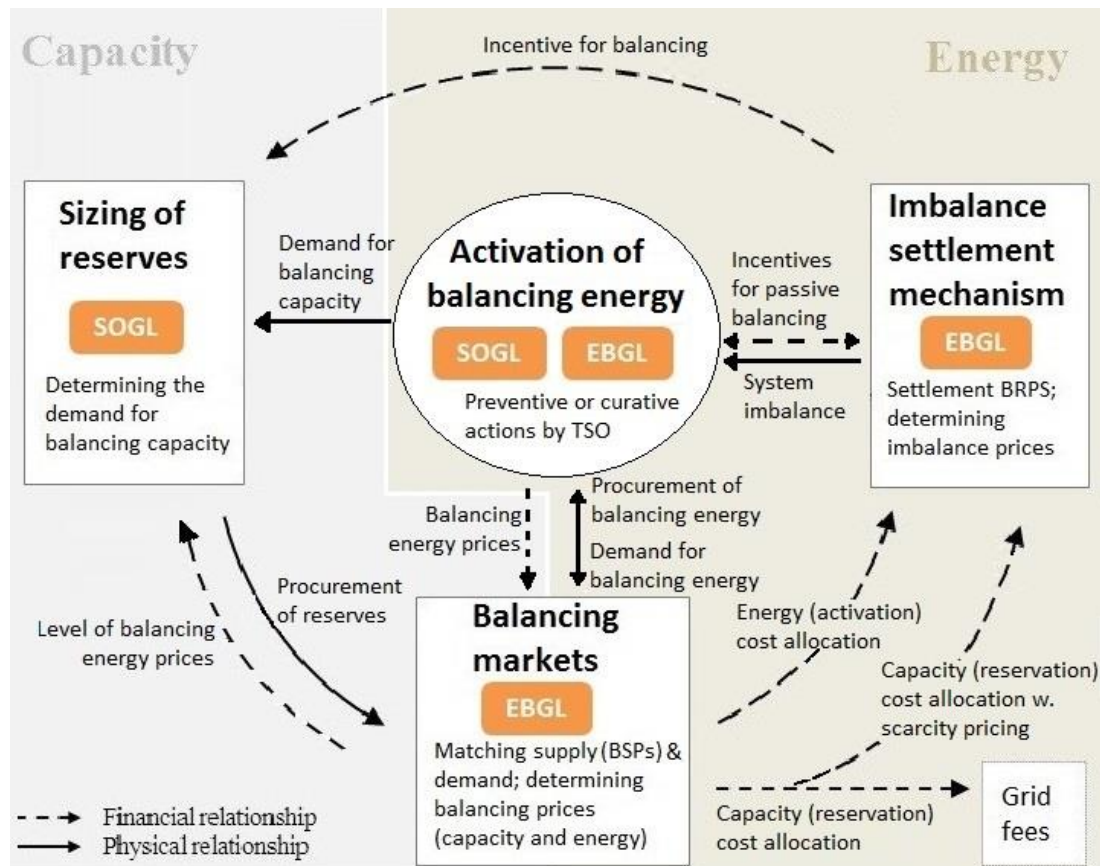 Capacity
Energy
Incentive for balancing
Sizing of
reserves
SOGL
Determining the
demand for
balancing capacity
Demand for
balancing
capacity
Activation of
balancing energy
SOGL
EBGL
Preventive or curative
actions by TSO
Incentives
for passive
balancing
System
imbalance
Imbalance
settlement
mechanism
EBGL
Settlement BRPS;
determining
imbalance prices
Balancing
energy prices
Procurement of
balancing energy
Demand for
balancing energy
Procurement
of reserves
Level of balancing
energy prices
Balancing
markets
EBGL
Matching supply (BSPs) &
demand; determining
balancing prices
(capacity and energy)
Energy (activation)
cost allocation
Capacity (reservation)
cost allocation w.
scarcity pricing
Capacity (reservation)
cost allocation
Grid
fees
Financial relationship
Physical relationship